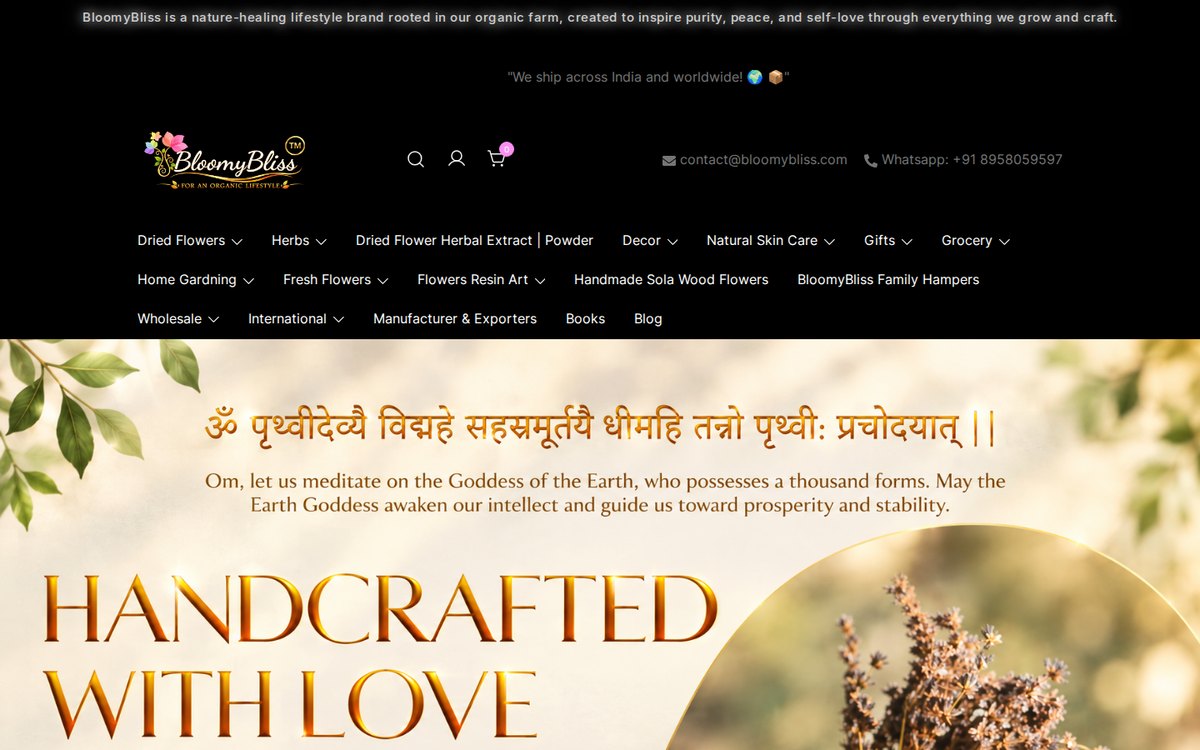 BloomyBliss is a nature-healing lifestyle brand rooted in our organic farm, created to inspire purity, peace, and self-love through everything we grow and craft.
"We ship across India and worldwide! 🌍 📦"
BloomyBliss TM
FOR AN ORGANIC LIFESTYLE
0
contact@bloomybliss.com Whatsapp: +91 8958059597
Dried Flowers Herbs Dried Flower Herbal Extract | Powder Decor Natural Skin Care Gifts Grocery
Home Gardning Fresh Flowers Flowers Resin Art Handmade Sola Wood Flowers BloomyBliss Family Hampers
Wholesale International Manufacturer & Exporters Books Blog
ॐ पृथ्वीदेव्यै विद्महे सहस्रमूर्तयै धीमहि तन्नो पृथ्वी: प्रचोदयात् ||
Om, let us meditate on the Goddess of the Earth, who possesses a thousand forms. May the
Earth Goddess awaken our intellect and guide us toward prosperity and stability.
HANDCRAFTED
WITH LOVE